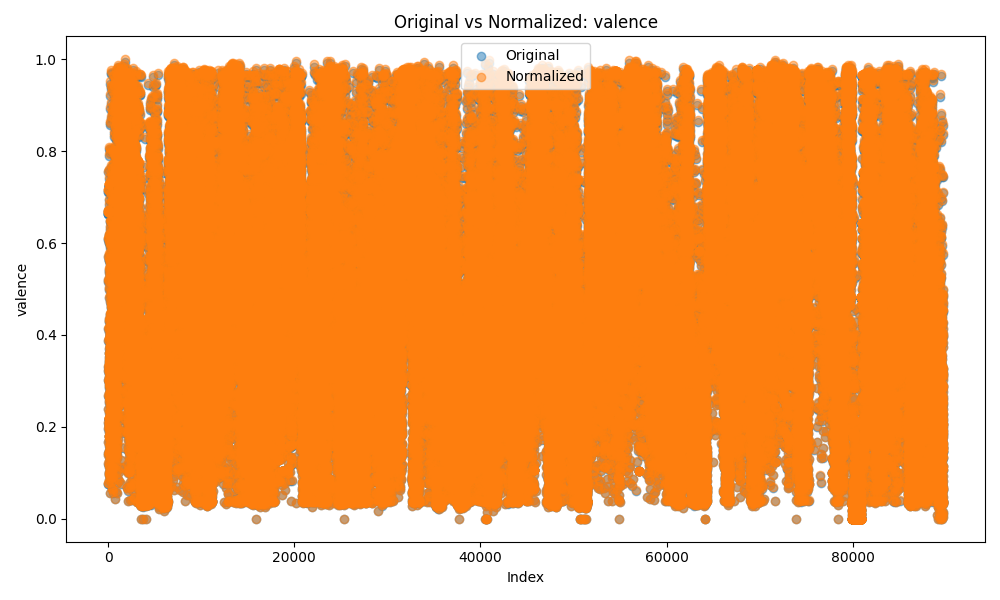 Original vs Normalized: valence
Original
Normalized
1.0
0.8
0.6
0.4
0.2
0.0
valence
0 20000 40000 60000 80000
Index